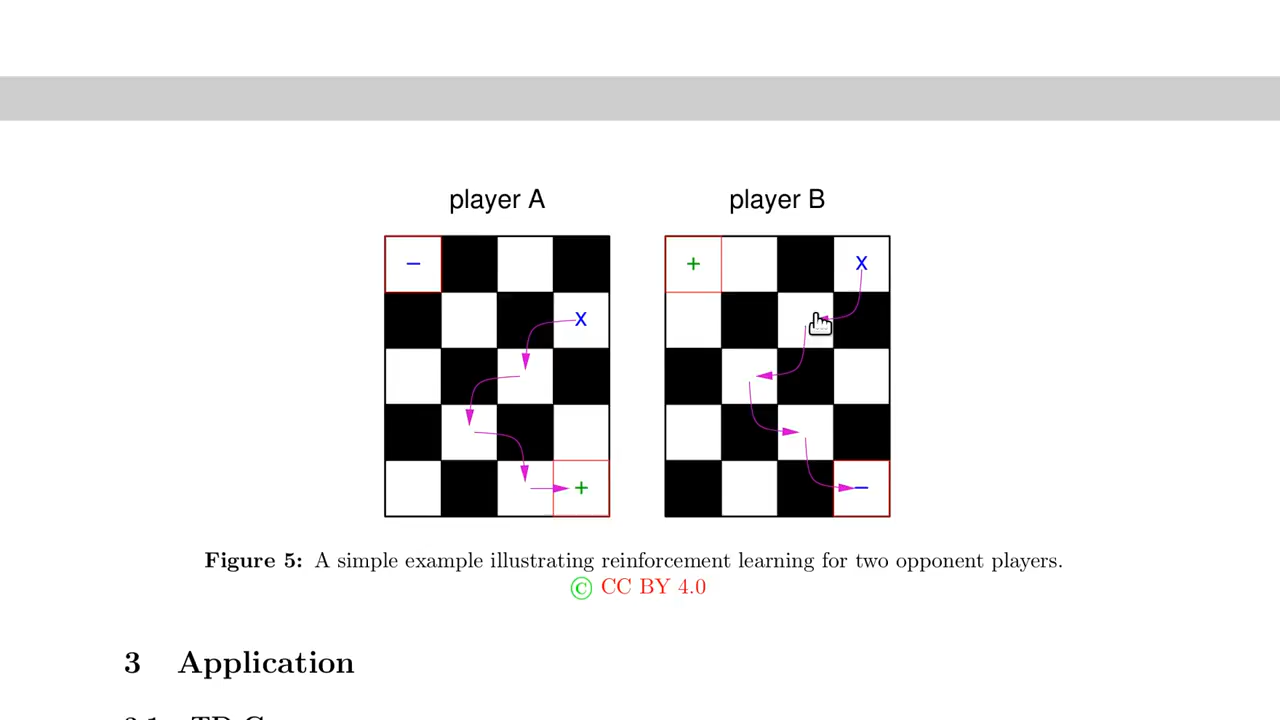 player A
player B
−
+
X
X
+
−
Figure 5: A simple example illustrating reinforcement learning for two opponent players.
© CC BY 4.0
3 Application